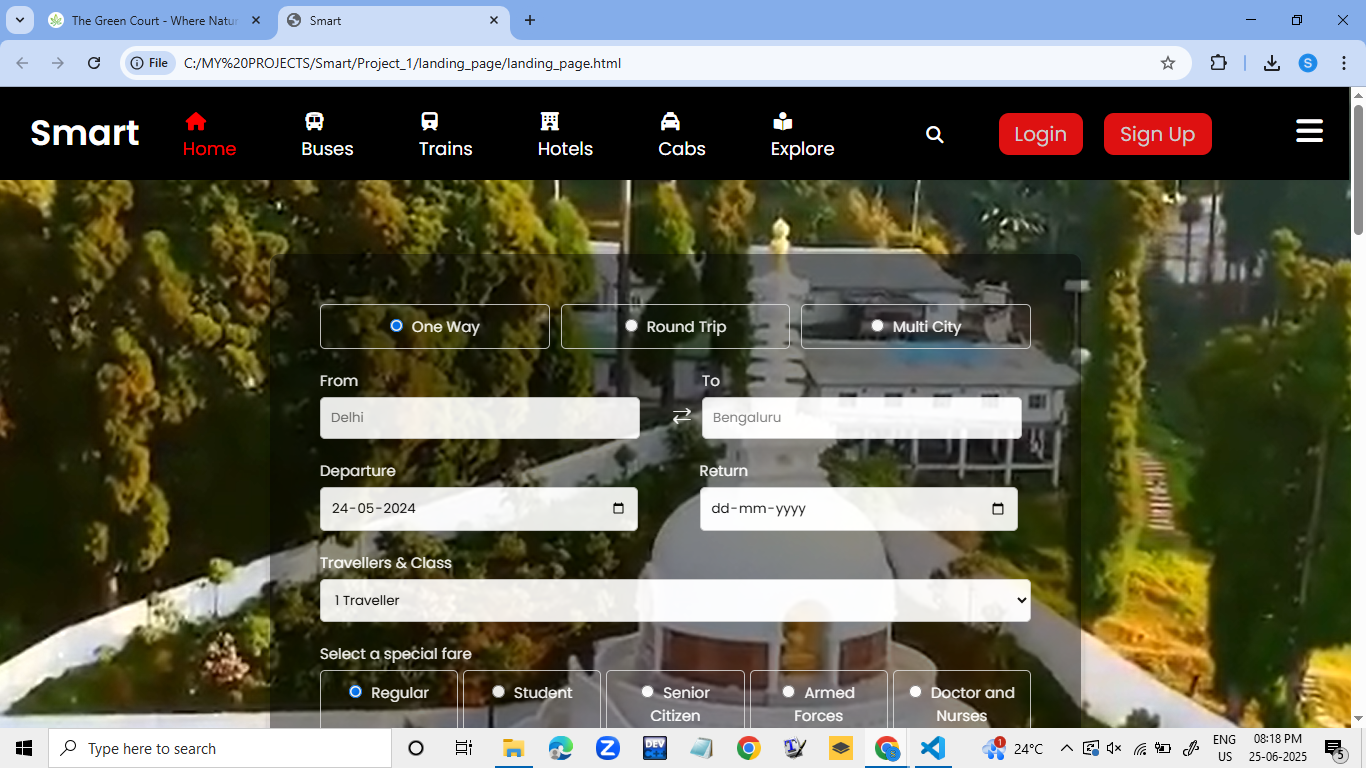 The Green Court - Where Natu
Smart
File
C:/MY%20PROJECTS/Smart/Project_1/landing_page/landing_page.html
S
Smart
Home
Buses
Trains
Hotels
Cabs
Explore
Login
Sign Up
One Way
Round Trip
Multi City
From
To
Delhi
Bengaluru
Departure
Return
24-05-2024
dd-mm-yyyy
Travellers & Class
1 Traveller
Select a special fare
Regular
Student
Senior
Citizen
Armed
Forces
Doctor and
Nurses
Type here to search
Z
DEV
1
24°C
ENG
US
08:18 PM
25-06-2025
5